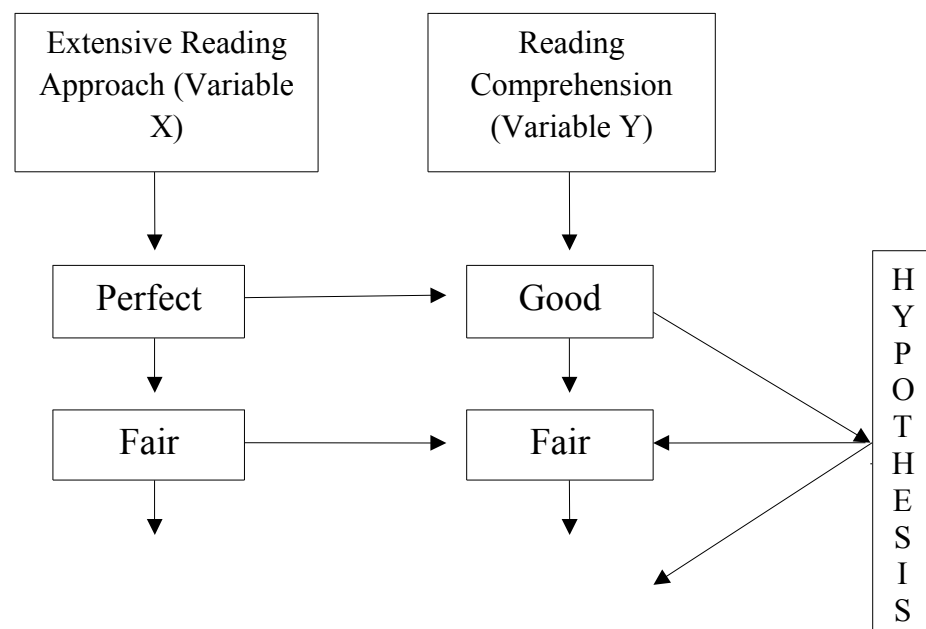 Extensive Reading
Approach (Variable
X)
Reading
Comprehension
(Variable Y)
Perfect
Good
Fair
Fair
H
Y
P
O
T
H
E
S
I
S